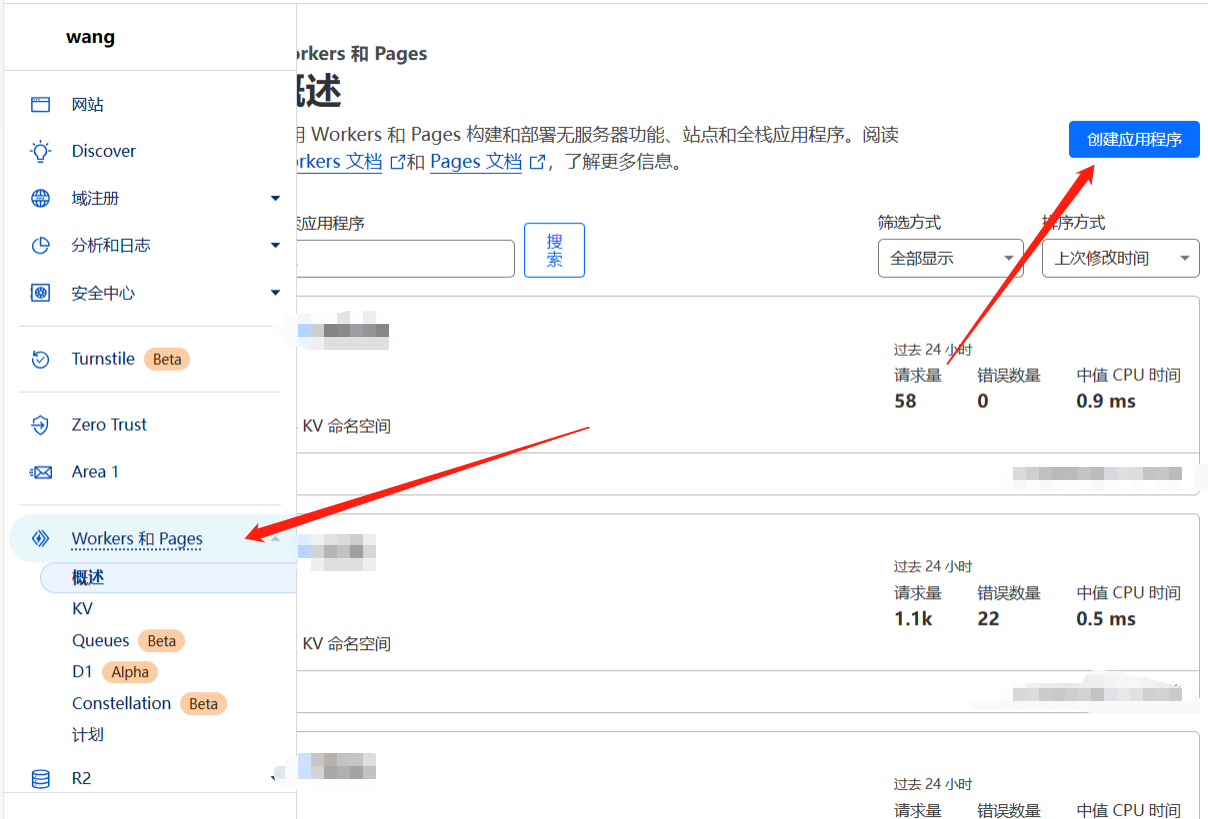 wang
网站
Discover
域注册
分析和日志
安全中心
Turnstile Beta
Zero Trust
Area 1
Workers 和 Pages
概述
KV
Queues Beta
D1 Alpha
Constellation Beta
计划
R2
orkers 和 Pages
概述
用 Workers 和 Pages 构建和部署无服务器功能、站点和全栈应用程序。阅读
orkers 文档 和 Pages 文档 ，了解更多信息。
创建应用程序
应用程序
搜
索
筛选方式
全部显示
排序方式
上次修改时间
过去 24 小时
请求量 错误数量 中值 CPU 时间
58 0 0.9 ms
KV 命名空间
过去 24 小时
请求量 错误数量 中值 CPU 时间
1.1k 22 0.5 ms
KV 命名空间
过去 24 小时
请求量 错误数量 中值 CPU 时间